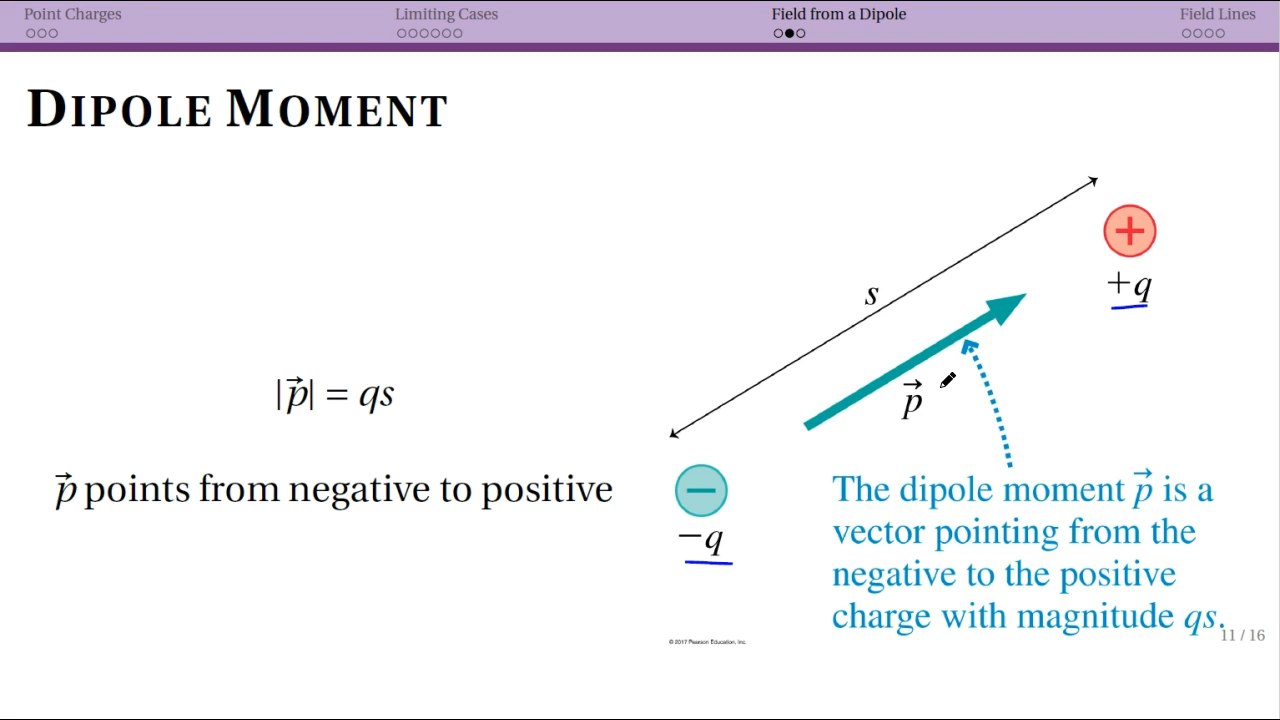 Point Charges
Limiting Cases
Field from a Dipole
Field Lines
DIPOLE MOMENT
s
+
+q
|p⃗| = qs
p⃗
p⃗ points from negative to positive
−
−q
The dipole moment p⃗ is a
vector pointing from the
negative to the positive
charge with magnitude qs.
© 2017 Pearson Education, Inc.
11 / 16